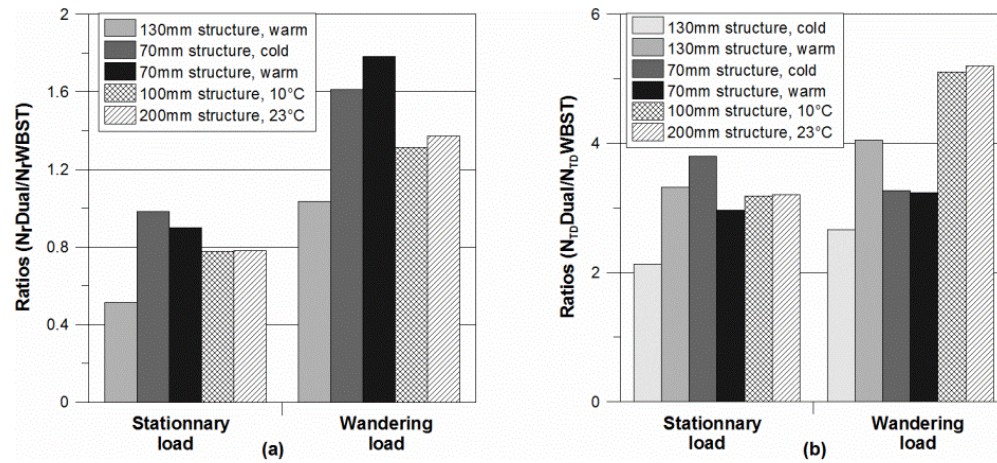 Ratios (NfDual/NfWBST)
2
1.6
1.2
0.8
0.4
0
130mm structure, warm
70mm structure, cold
70mm structure, warm
100mm structure, 10°C
200mm structure, 23°C
Stationnary
load
Wandering
load
(a)
Ratios (NTDDual/NTDWBST)
6
4
2
0
130mm structure, cold
130mm structure, warm
70mm structure, cold
70mm structure, warm
100mm structure, 10°C
200mm structure, 23°C
Stationnary
load
Wandering
load
(b)